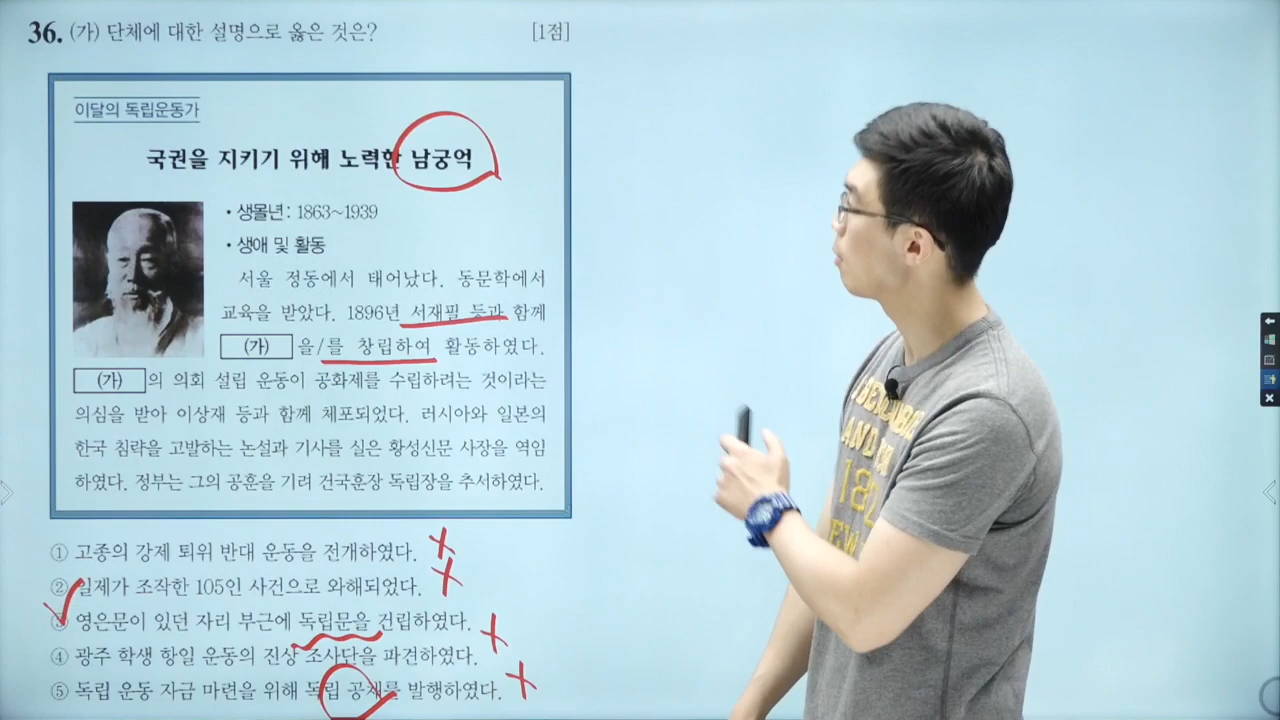 36. (가) 단체에 대한 설명으로 옳은 것은? [1점]
이달의 독립운동가
국권을 지키기 위해 노력한 남궁억
• 생몰년 : 1863~1939
• 생애 및 활동
서울 정동에서 태어났다. 동문학에서
교육을 받았다. 1896년 서재필 등과 함께
(가) 을/를 창립하여 활동하였다.
(가) 의 의회 설립 운동이 공화제를 수립하려는 것이라는
의심을 받아 이상재 등과 함께 체포되었다. 러시아와 일본의
한국 침략을 고발하는 논설과 기사를 실은 황성신문 사장을 역임
하였다. 정부는 그의 공훈을 기려 건국훈장 독립장을 추서하였다.
① 고종의 강제 퇴위 반대 운동을 전개하였다.
② 일제가 조작한 105인 사건으로 와해되었다.
③ 영은문이 있던 자리 부근에 독립문을 건립하였다.
④ 광주 학생 항일 운동의 진상 조사단을 파견하였다.
⑤ 독립 운동 자금 마련을 위해 독립 공채를 발행하였다.
AND